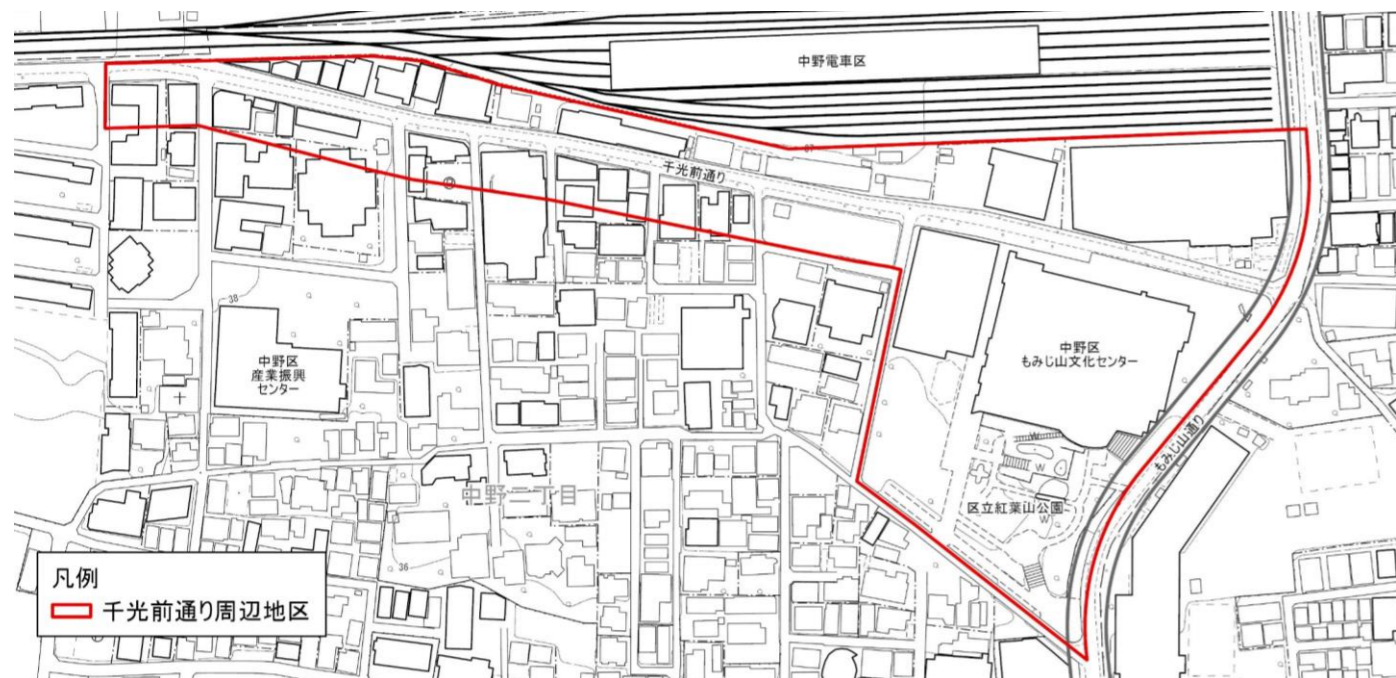 中野電車区
37
千光前通り
38
中野区
産業振興
センター
中野区
もみじ山文化センター
もみじ山通り
W
W
区立紅葉山公園
W
中野二丁目
36
凡例
千光前通り周辺地区